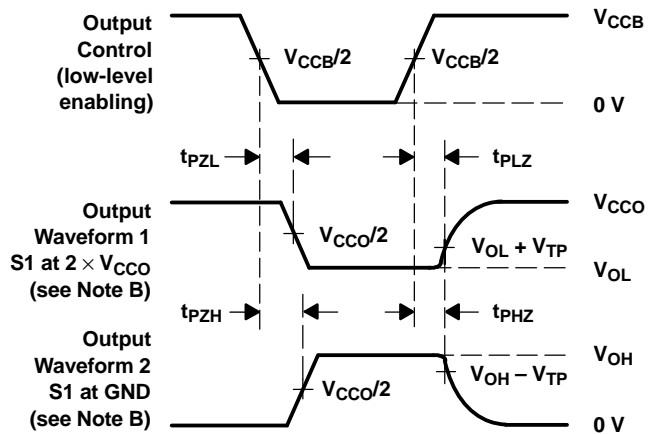 Output
Control
(low-level
enabling)
V_CCB/2
V_CCB/2
V_CCB
0 V
t_PZL
t_PLZ
Output
Waveform 1
S1 at 2 × V_CCO
(see Note B)
V_CCO/2
V_CCO
V_OL + V_TP
V_OL
t_PZH
t_PHZ
Output
Waveform 2
S1 at GND
(see Note B)
V_CCO/2
V_OH
V_OH – V_TP
0 V